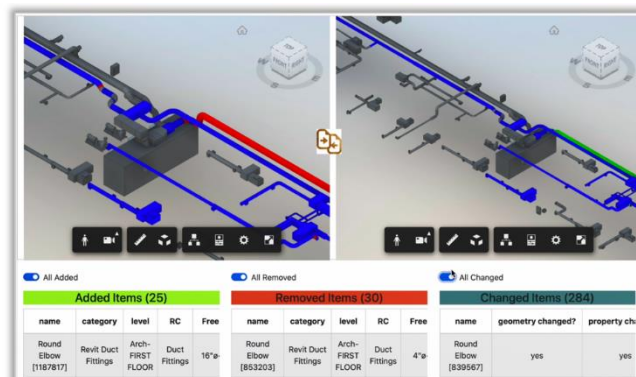 TOP
FRONT
RIGHT
TOP
FRONT
RIGHT
All Added
All Removed
All Changed
Added Items (25)
Removed Items (30)
Changed Items (284)
name category level RC Free
name category level RC Free
name geometry changed? property cha
Round Elbow [1187817] Revit Duct Fittings Arch-FIRST FLOOR Duct Fittings 16"ø-
Round Elbow [853203] Revit Duct Fittings Arch-FIRST FLOOR Duct Fittings 4"ø-
Round Elbow [839567] yes yes